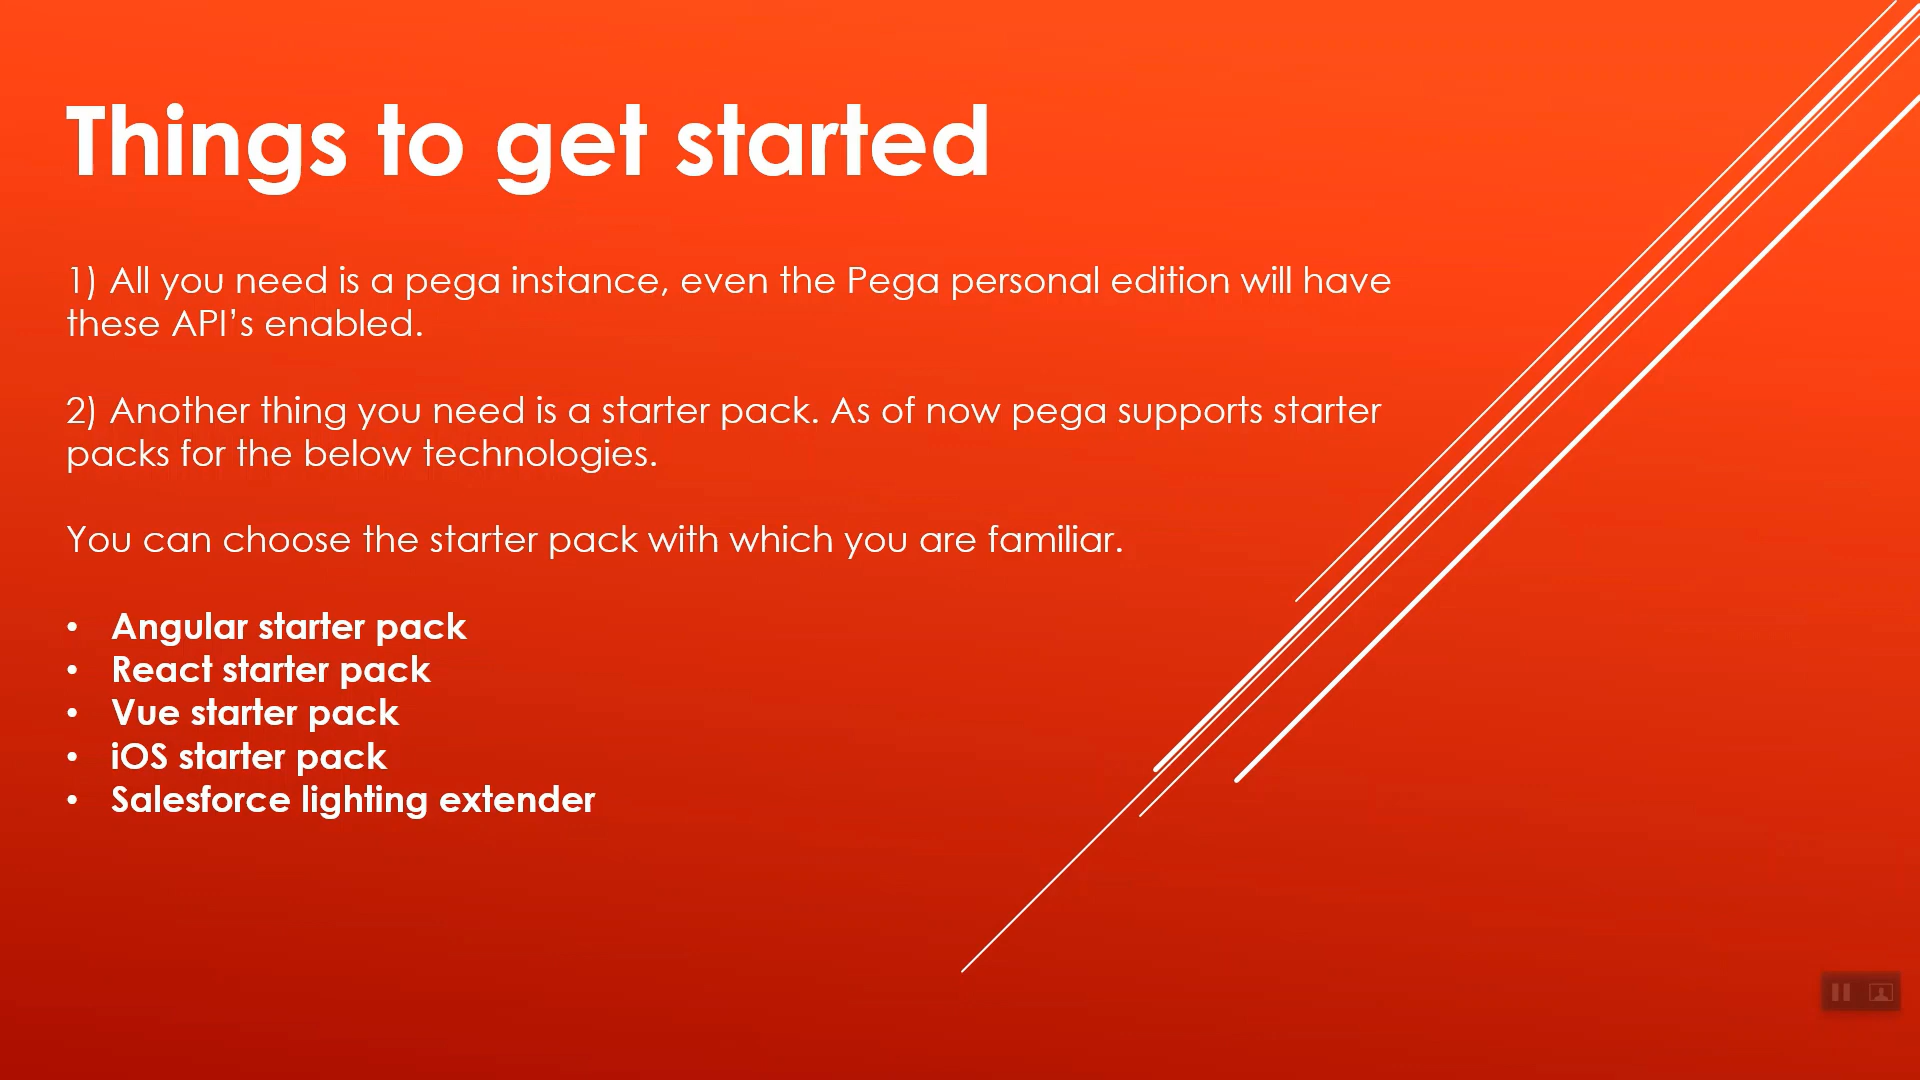 Things to get started
1) All you need is a pega instance, even the Pega personal edition will have
these API’s enabled.
2) Another thing you need is a starter pack. As of now pega supports starter
packs for the below technologies.
You can choose the starter pack with which you are familiar.
• Angular starter pack
• React starter pack
• Vue starter pack
• iOS starter pack
• Salesforce lighting extender